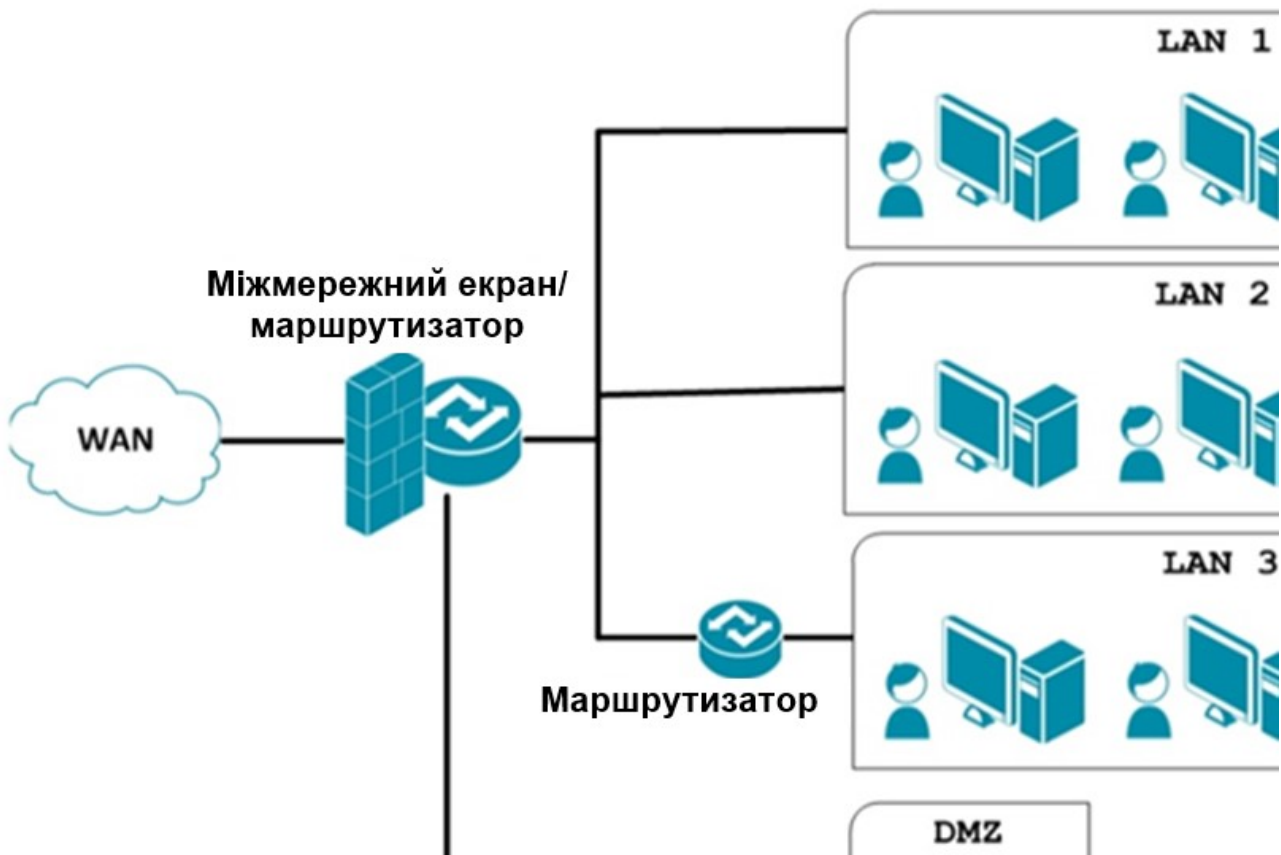 LAN 1
LAN 2
Міжмережний екран/
маршрутизатор
WAN
LAN 3
Маршрутизатор
DMZ